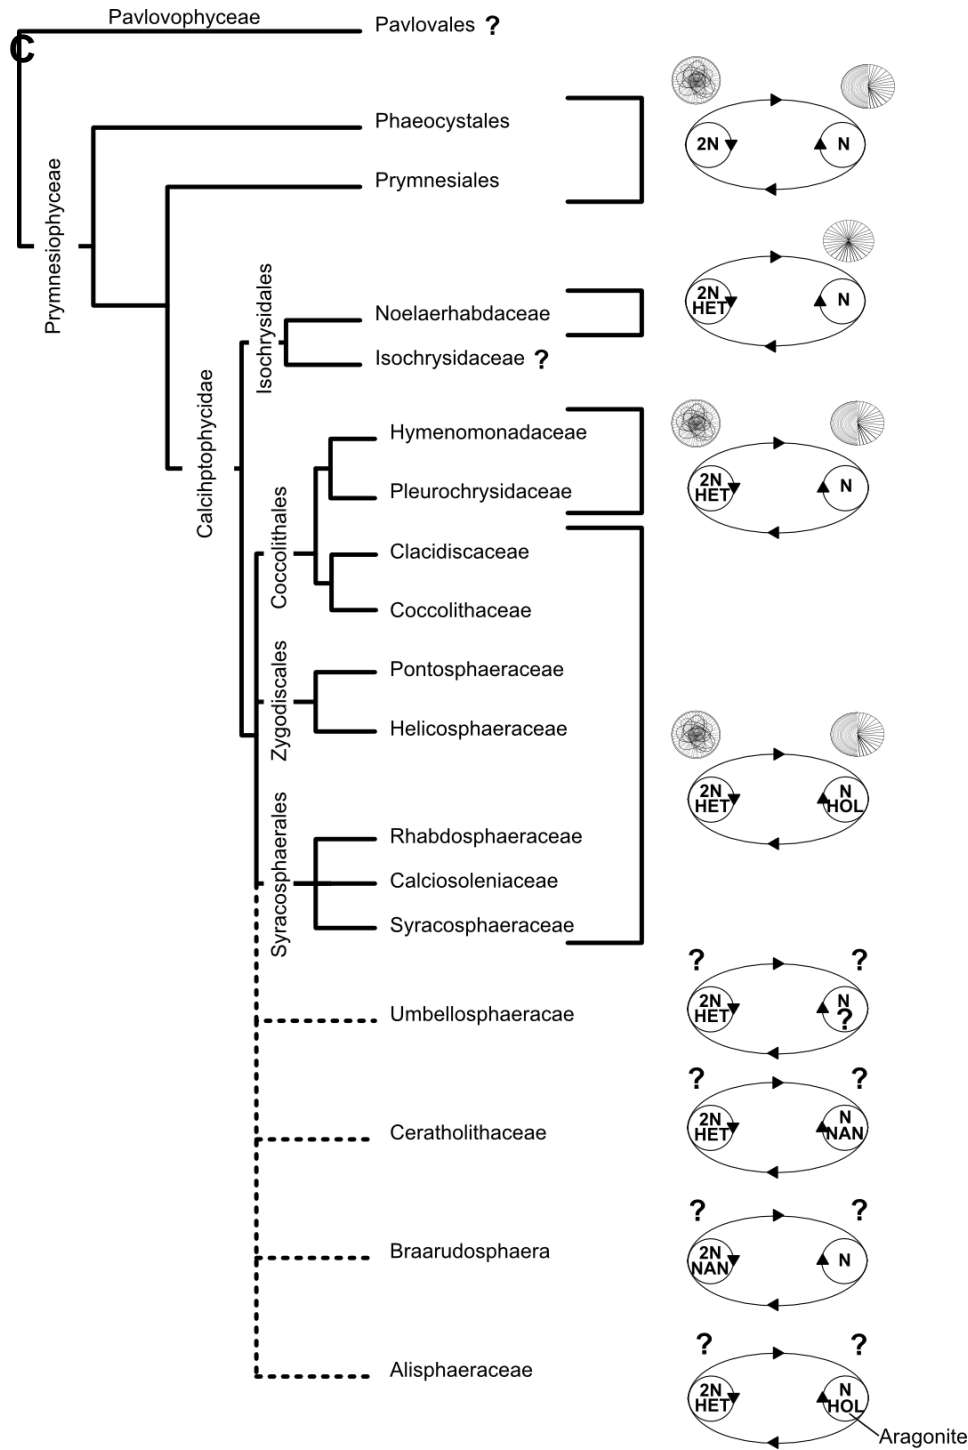 Pavlovophyceae
C
Pavlovales ?
Phaeocystales
2N
N
Prymnesiales
Prymnesiophyceae
Isochrysidales
2N
HET
N
Noelaerhabdaceae
Isochrysidaceae ?
Calcihptophycidae
Hymenomonadaceae
Pleurochrysidaceae
2N
HET
N
Coccolithales
Clacidiscaceae
Coccolithaceae
Zygodiscales
Pontosphaeraceae
Helicosphaeraceae
2N
HET
N
HOL
Syracosphaerales
Rhabdosphaeraceae
Calciosoleniaceae
Syracosphaeraceae
? ?
Umbellosphaeracae
2N
HET
N
?
? ?
Ceratholithaceae
2N
HET
N
NAN
? ?
Braarudosphaera
2N
NAN
N
? ?
Alisphaeraceae
2N
HET
N
HOL
Aragonite